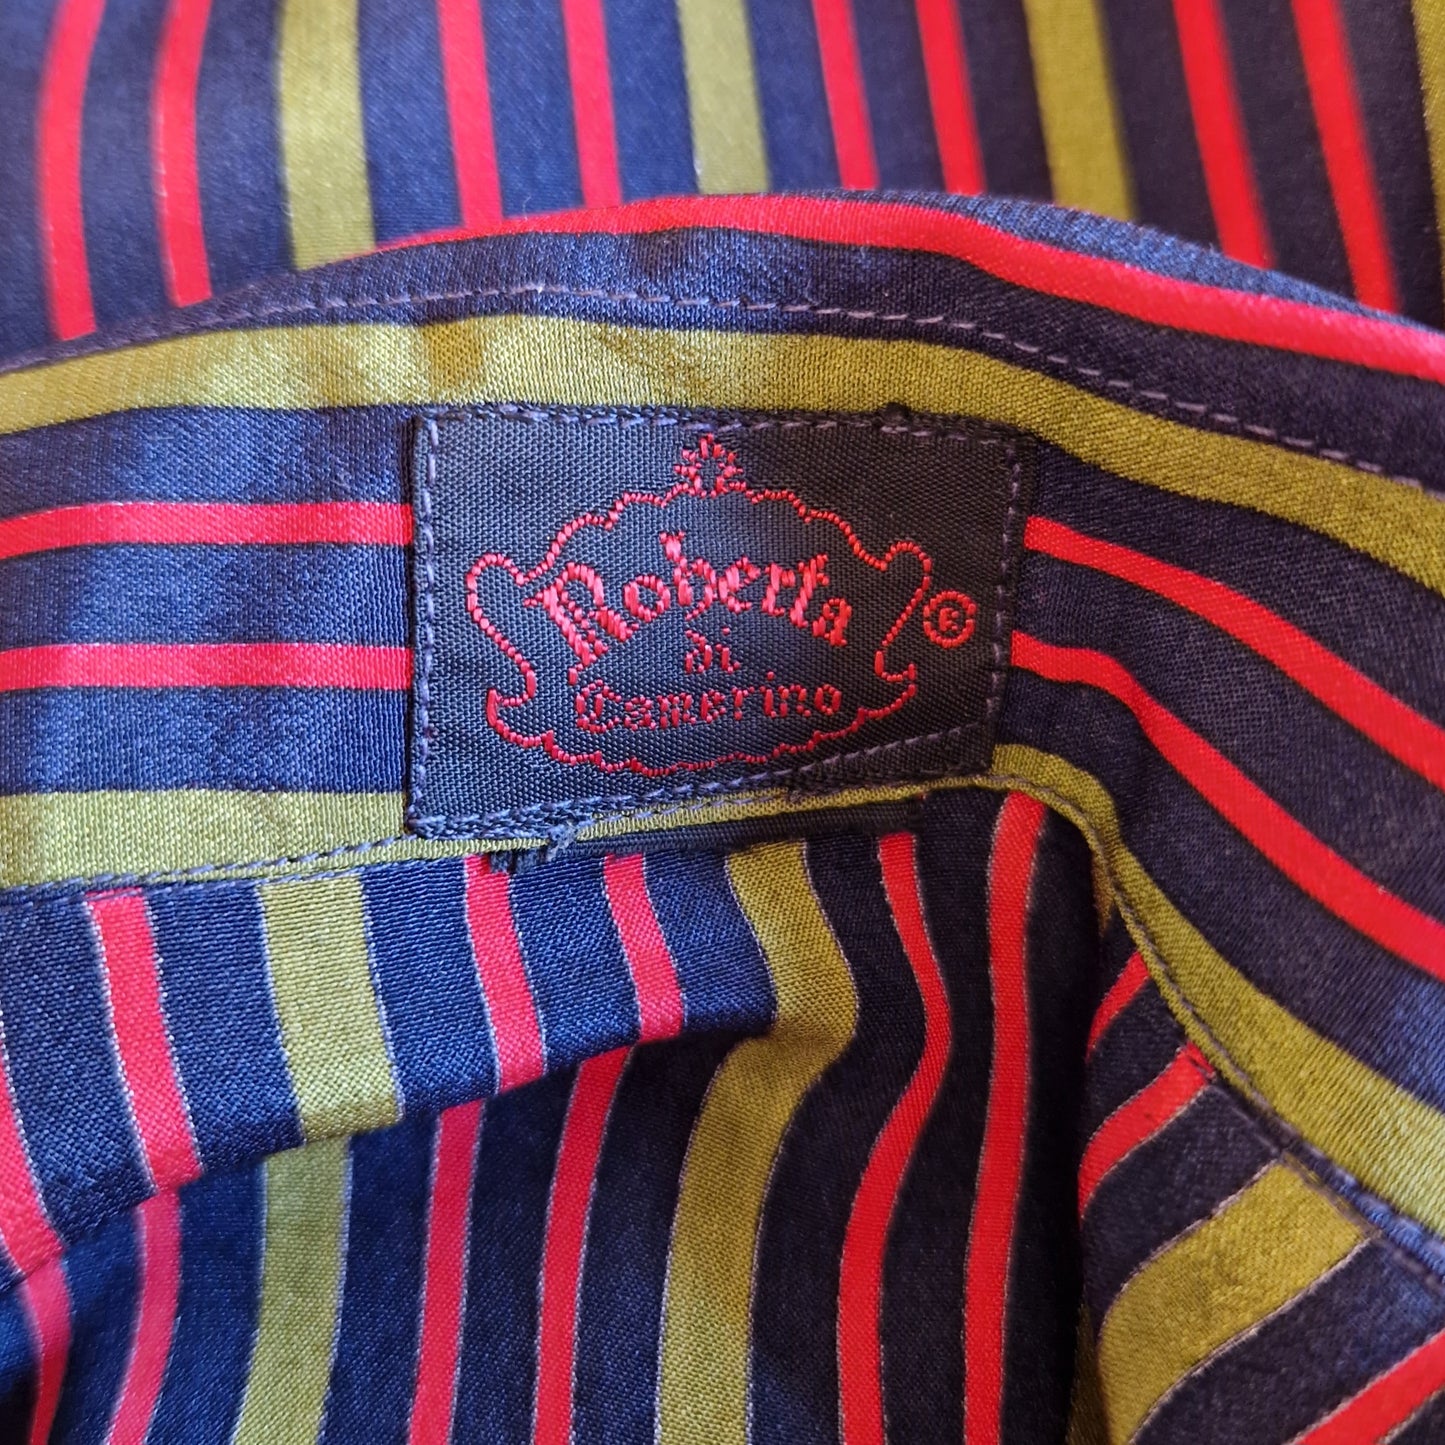 Roberta
di
Camerino
®